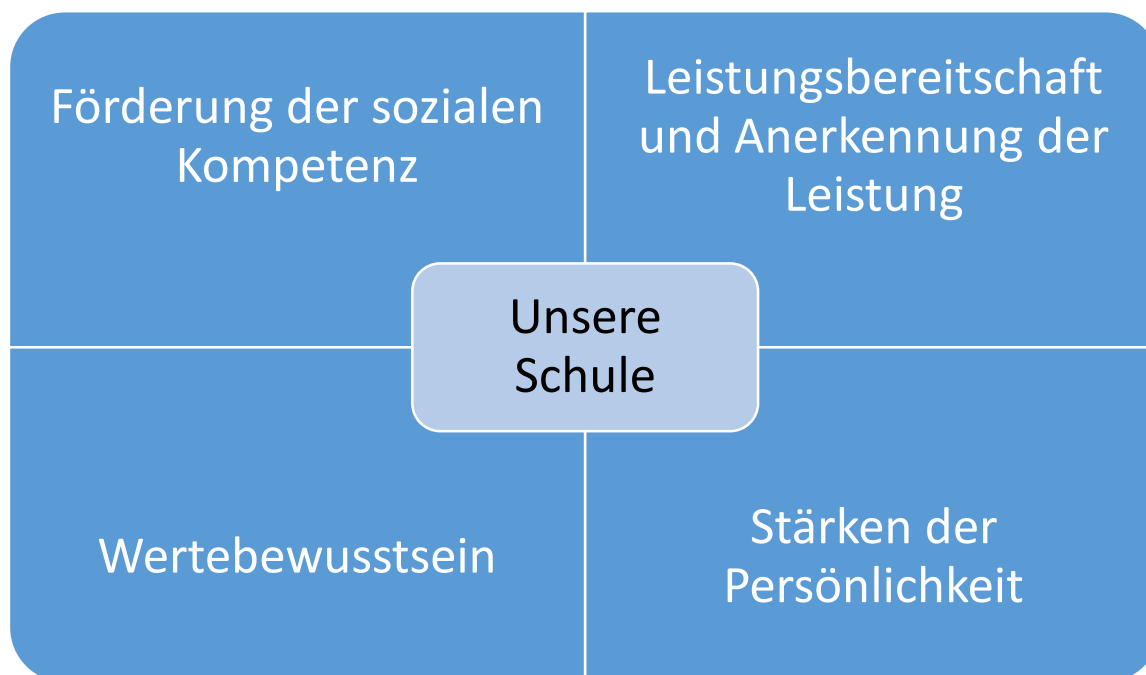 Förderung der sozialen
Kompetenz
Leistungsbereitschaft
und Anerkennung der
Leistung
Unsere
Schule
Wertebewusstsein
Stärken der
Persönlichkeit